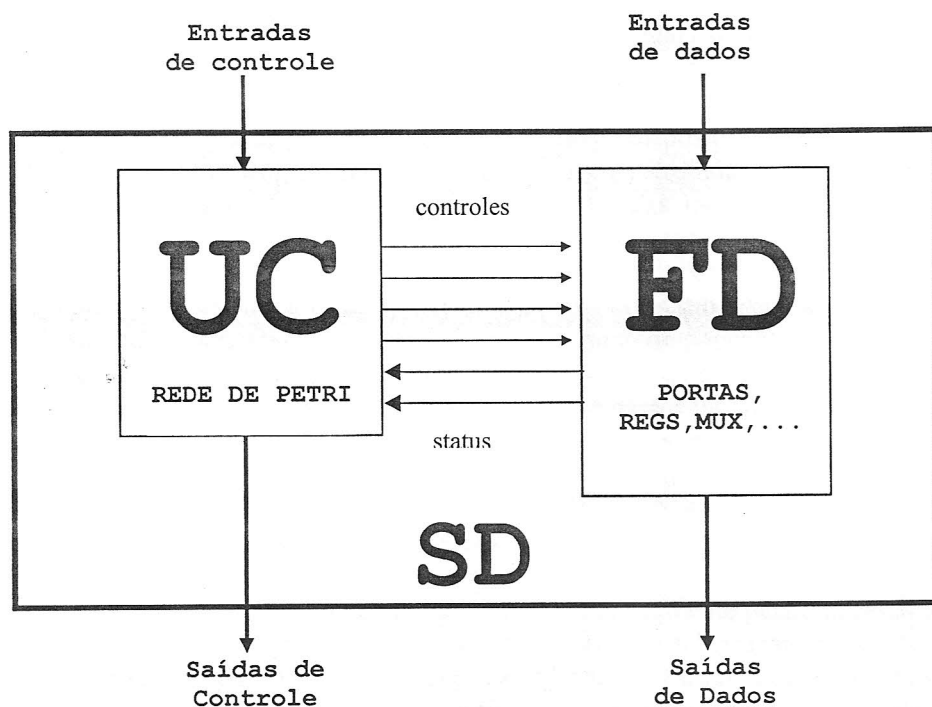 Entradas
de controle
Entradas
de dados
controles
UC
FD
REDE DE PETRI
PORTAS,
REGS,MUX,...
status
SD
Saídas de
Controle
Saídas
de Dados